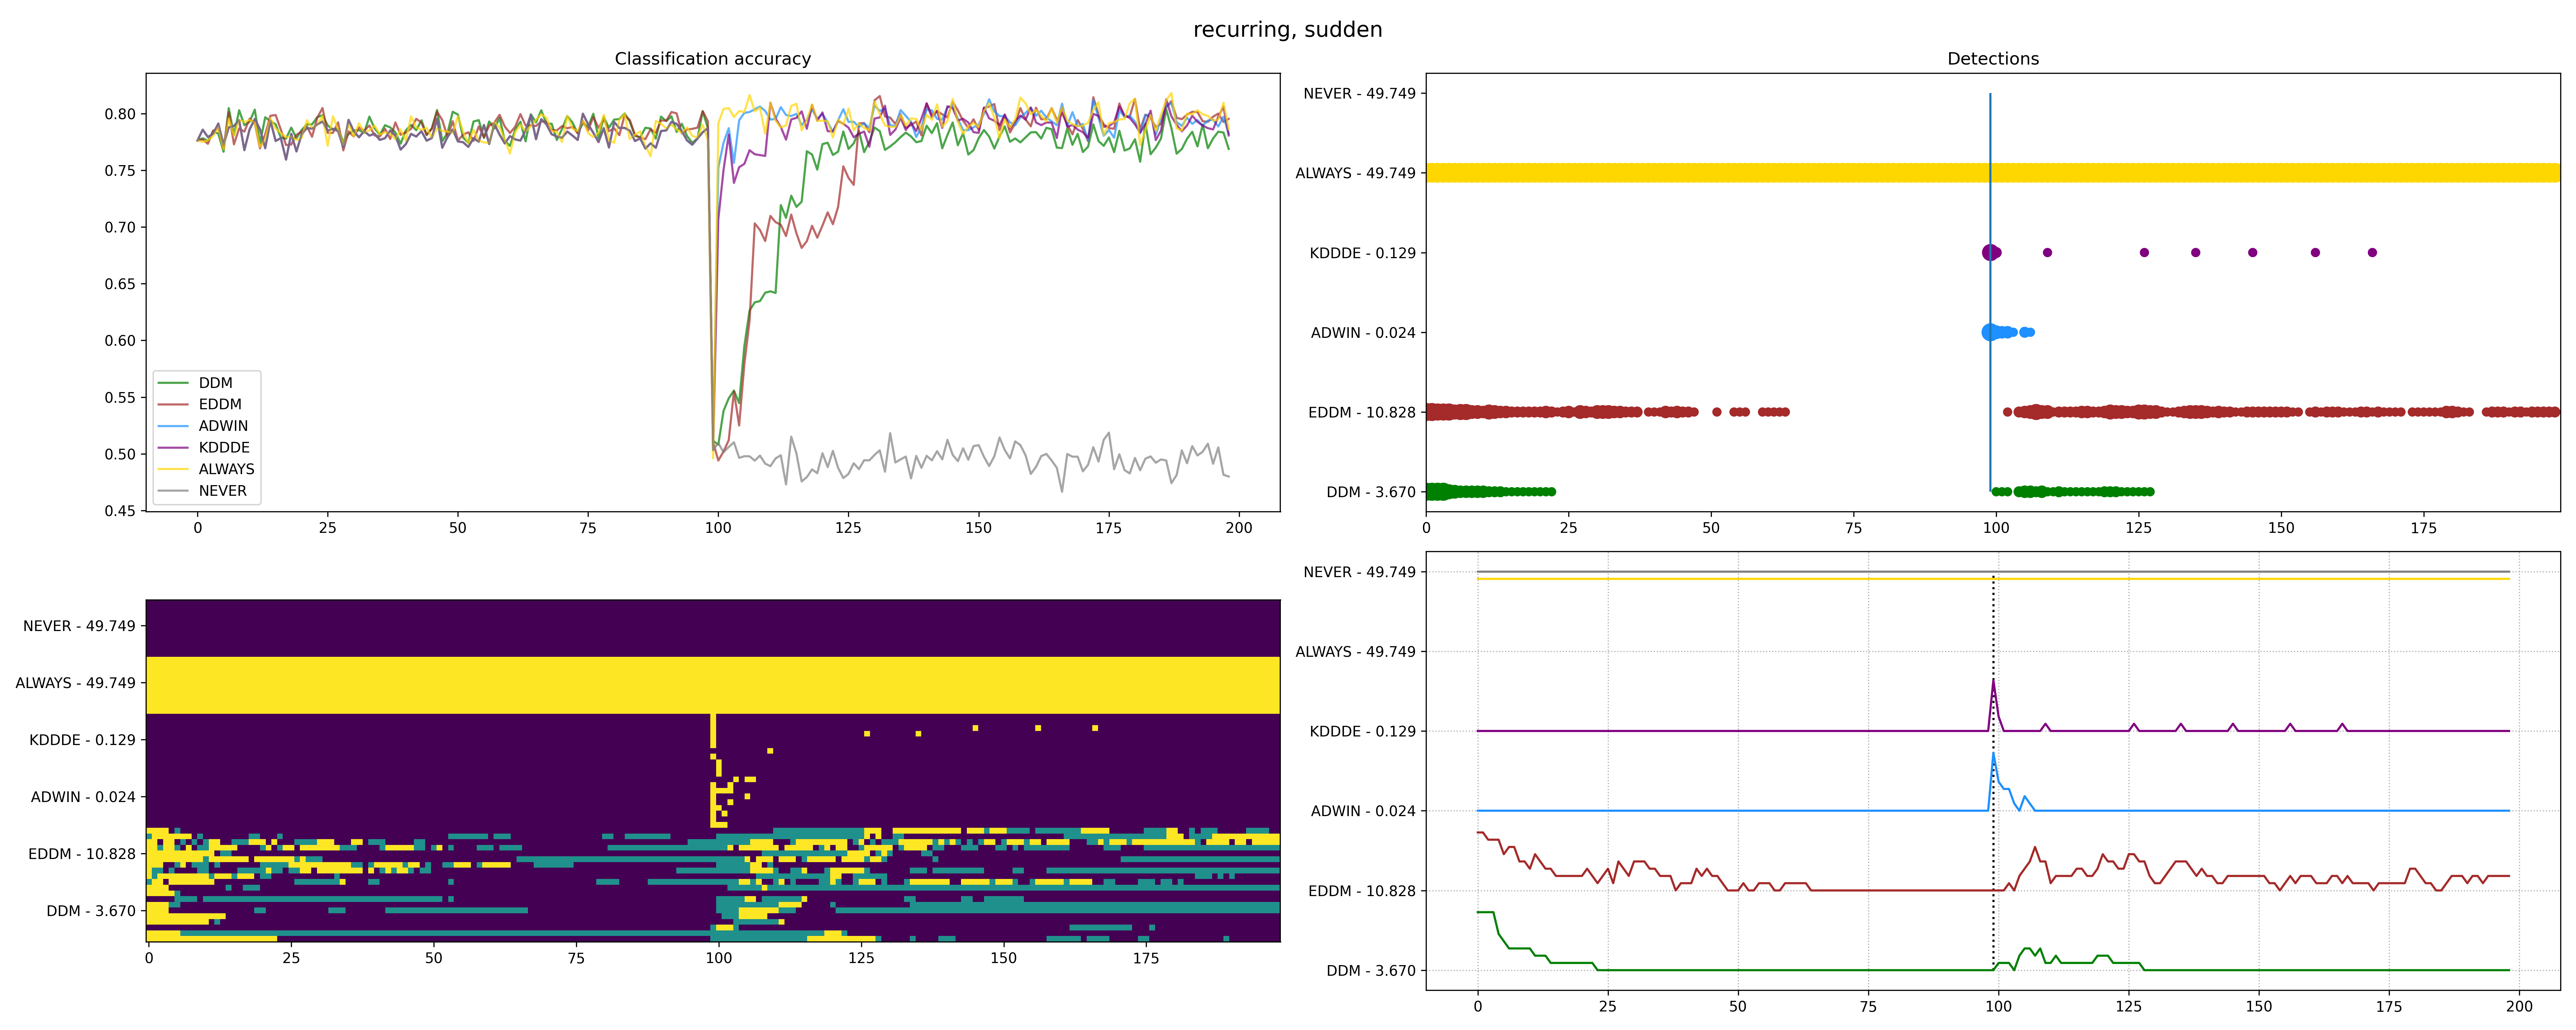 recurring, sudden
Classification accuracy
0.80
0.75
0.70
0.65
0.60
0.55
0.50
0.45
DDM
EDDM
ADWIN
KDDDE
ALWAYS
NEVER
0 25 50 75 100 125 150 175 200
Detections
NEVER - 49.749
ALWAYS - 49.749
KDDDE - 0.129
ADWIN - 0.024
EDDM - 10.828
DDM - 3.670
0 25 50 75 100 125 150 175
NEVER - 49.749
ALWAYS - 49.749
KDDDE - 0.129
ADWIN - 0.024
EDDM - 10.828
DDM - 3.670
0 25 50 75 100 125 150 175
NEVER - 49.749
ALWAYS - 49.749
KDDDE - 0.129
ADWIN - 0.024
EDDM - 10.828
DDM - 3.670
0 25 50 75 100 125 150 175 200